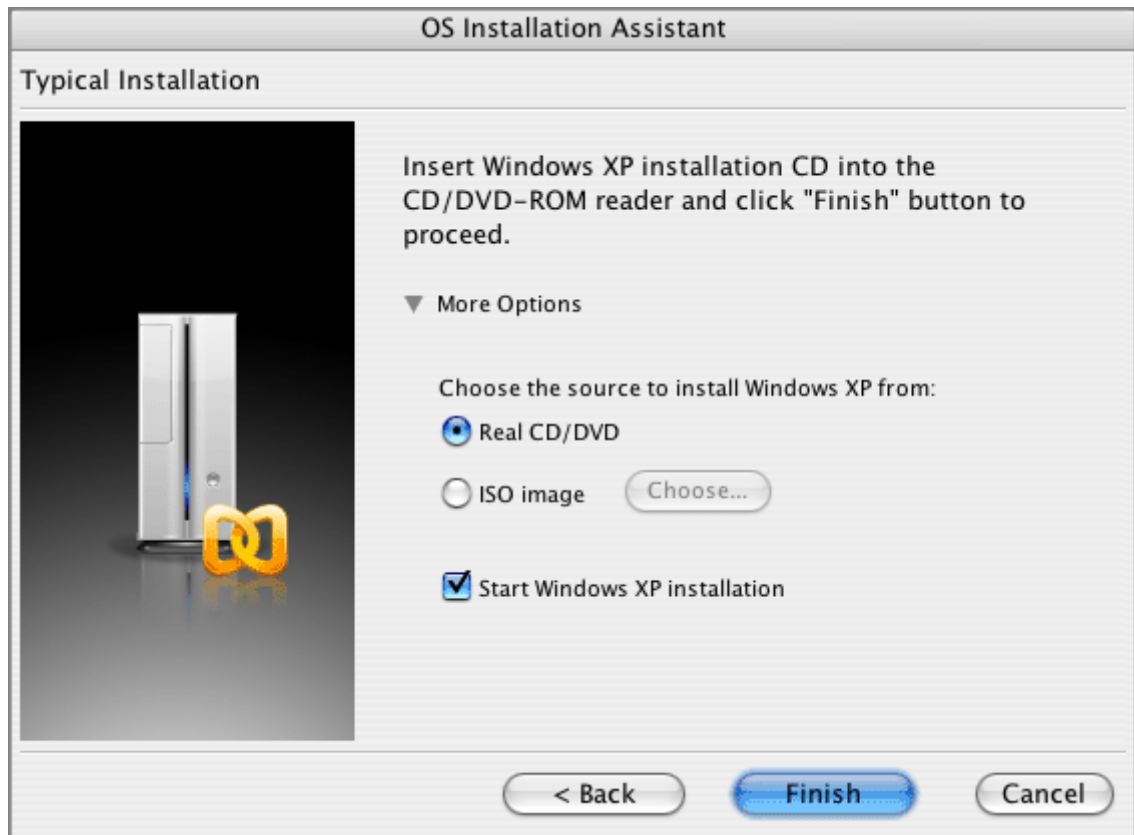 OS Installation Assistant
Typical Installation
Insert Windows XP installation CD into the
CD/DVD-ROM reader and click "Finish" button to
proceed.
More Options
Choose the source to install Windows XP from:
Real CD/DVD
ISO image Choose...
Start Windows XP installation
< Back Finish Cancel